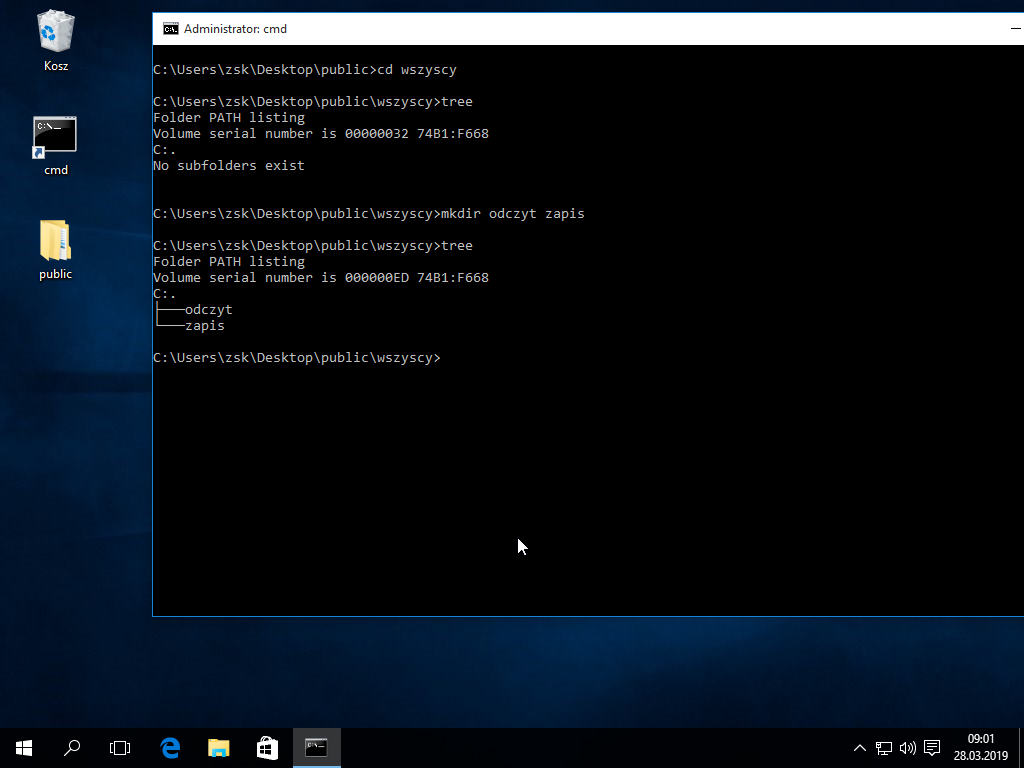 Kosz
cmd
public
Administrator: cmd
C:\Users\zsk\Desktop\public>cd wszyscy
C:\Users\zsk\Desktop\public\wszyscy>tree
Folder PATH listing
Volume serial number is 00000032 74B1:F668
C:.
No subfolders exist
C:\Users\zsk\Desktop\public\wszyscy>mkdir odczyt zapis
C:\Users\zsk\Desktop\public\wszyscy>tree
Folder PATH listing
Volume serial number is 000000ED 74B1:F668
C:.
├───odczyt
└───zapis
C:\Users\zsk\Desktop\public\wszyscy>
09:01
28.03.2019